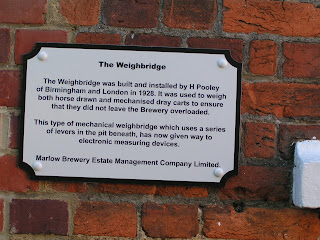 The Weighbridge
The Weighbridge was built and installed by H Pooley
of Birmingham and London in 1928. It was used to weigh
both horse drawn and mechanised dray carts to ensure
that they did not leave the Brewery overloaded.
This type of mechanical weighbridge which uses a series
of levers in the pit beneath, has now given way to
electronic measuring devices.
Marlow Brewery Estate Management Company Limited.